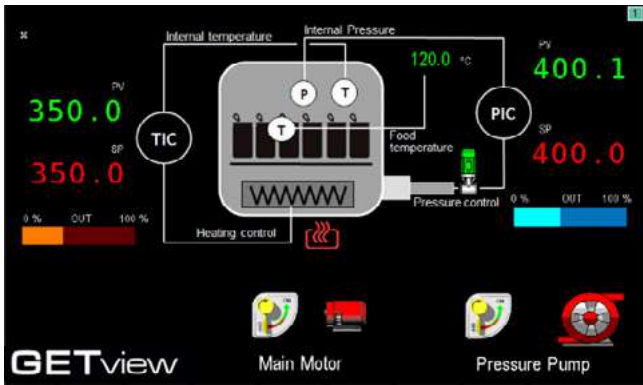 1
x
Internal temperature
Internal Pressure
PV
350.0
SP
350.0
TIC
0 % OUT 100 %
P
T
T
120.0 °C
Food
temperature
PIC
PV
400.1
SP
400.0
0 % OUT 100 %
Pressure control
Heating control
GETview
Main Motor
Pressure Pump